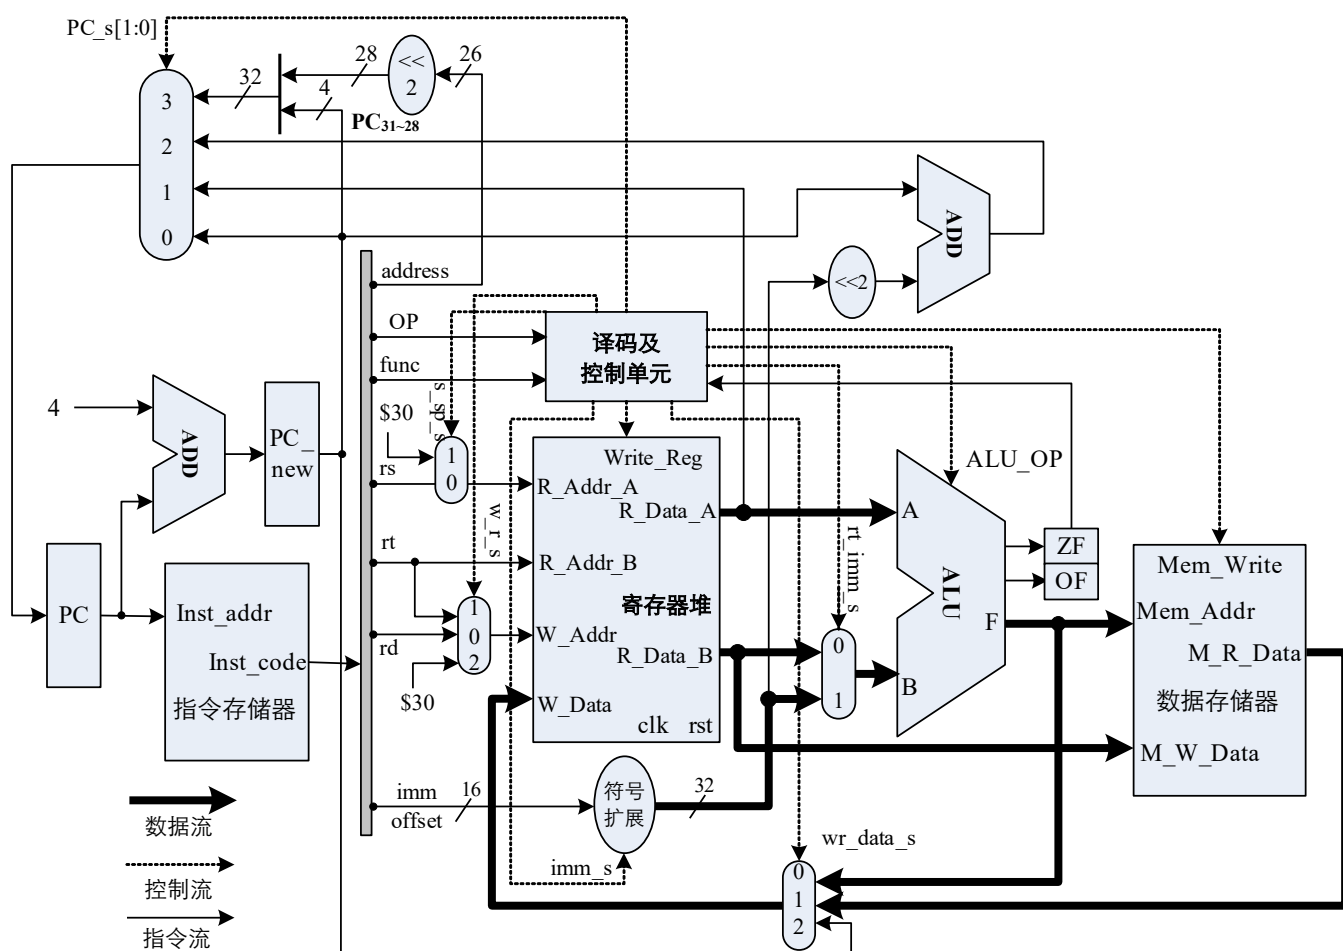 PC_s[1:0]
28
<<
2
26
32
4
PC31~28
3
2
1
0
ADD
<<2
address
OP
func
译码及
控制单元
s_sp_s
$30
rs
1
0
4
ADD
PC_
new
Write_Reg
R_Addr_A
R_Data_A
ALU_OP
A
w_r_s
rt_imm_s
rt
R_Addr_B
寄存器堆
ALU
ZF
OF
Mem_Write
PC
Inst_addr
Inst_code
指令存储器
1
0
2
rd
$30
W_Addr
R_Data_B
W_Data
clk rst
0
1
B
F
Mem_Addr
M_R_Data
数据存储器
M_W_Data
imm
offset
16
符号
扩展
32
imm_s
wr_data_s
0
1
2
数据流
控制流
指令流